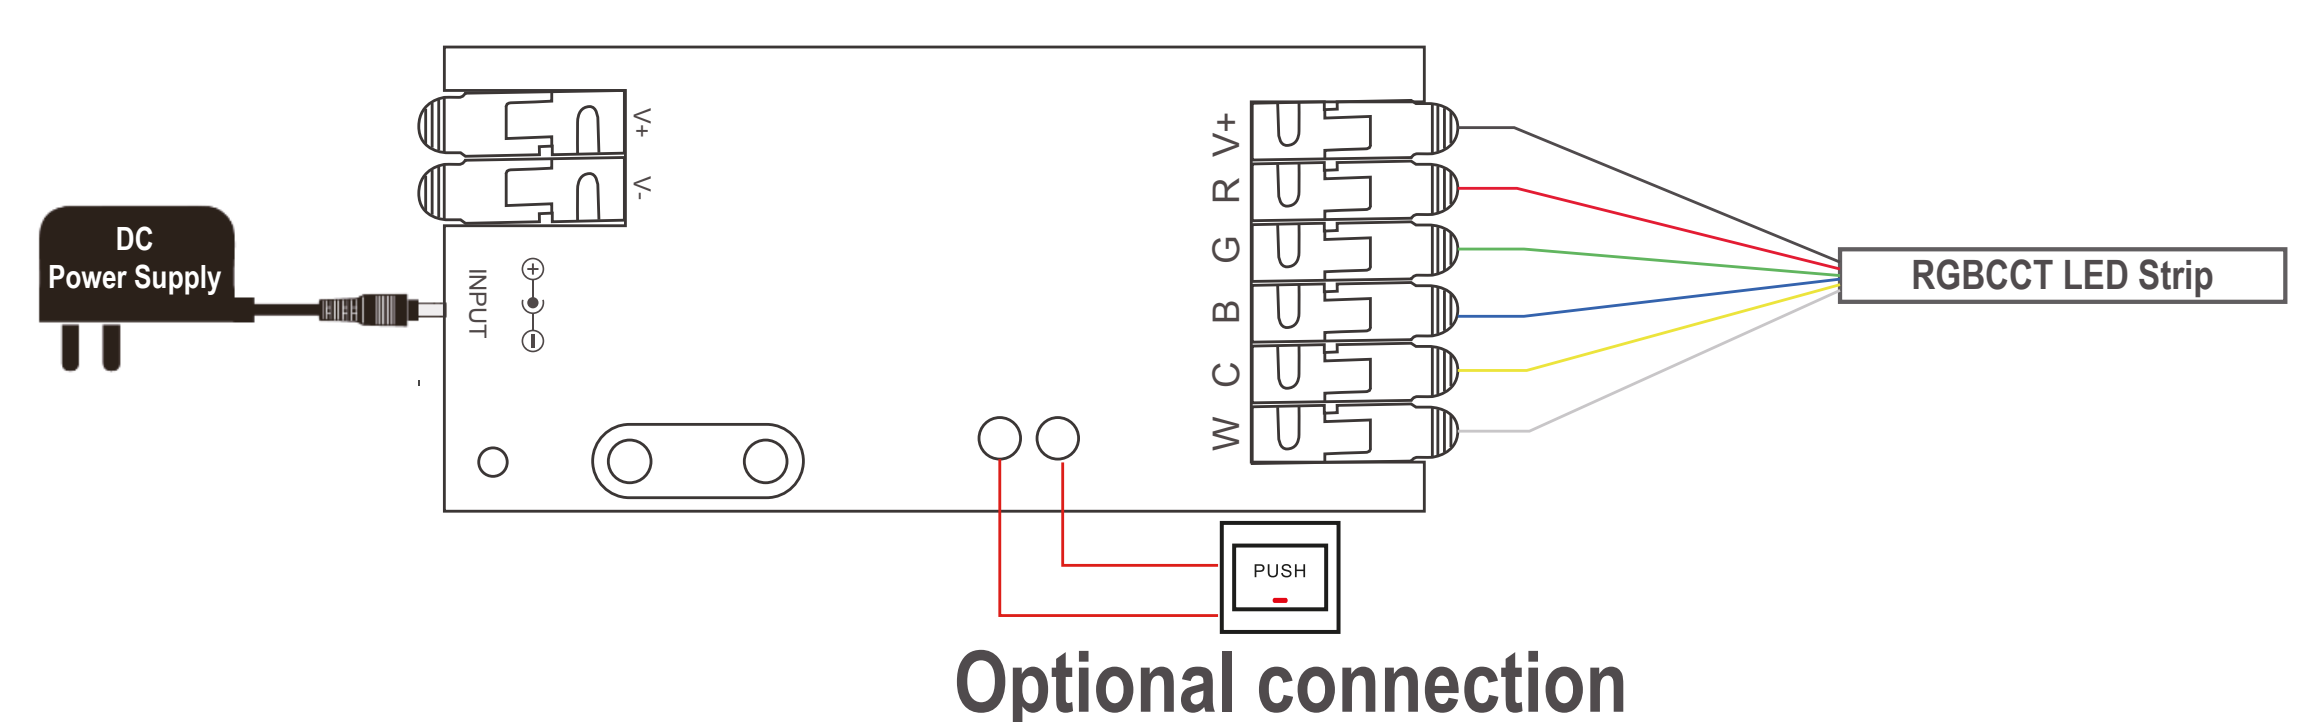 DC
Power Supply
V+
V-
INPUT
V+
R
G
B
C
W
RGBCCT LED Strip
PUSH
Optional connection